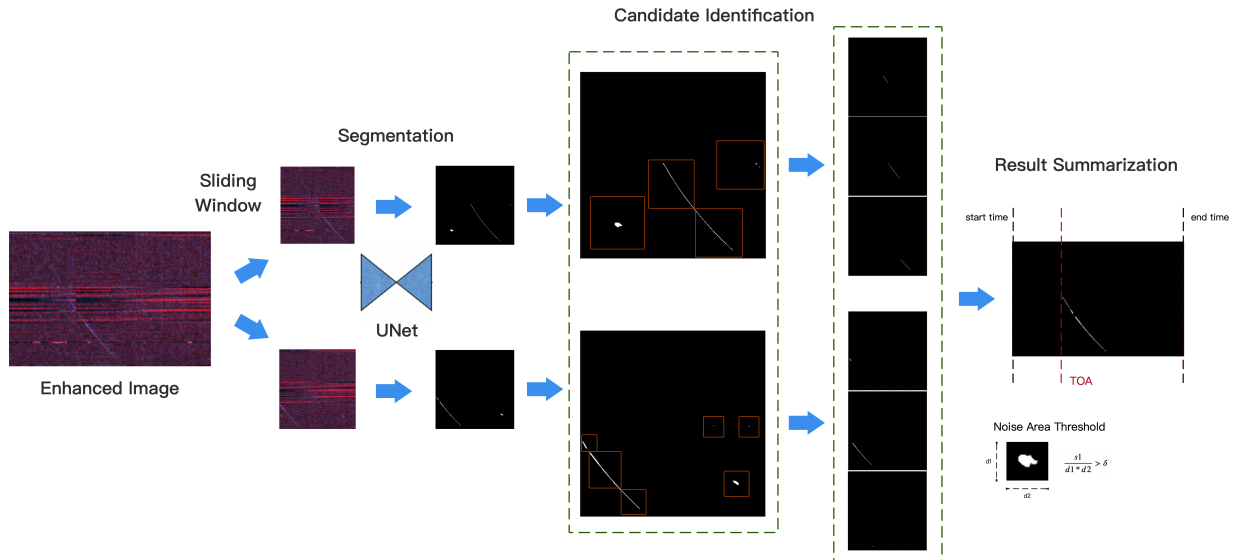 Candidate Identification
Segmentation
Sliding
Window
UNet
Enhanced Image
Result Summarization
start time
end time
TOA
Noise Area Threshold
d1
s1
d1 * d2 > δ
d2